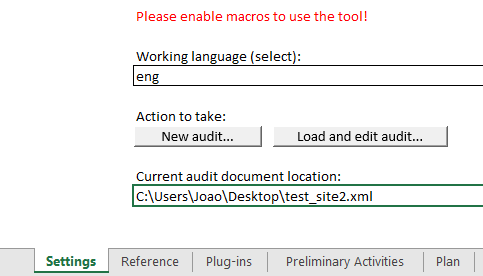 Please enable macros to use the tool!
Working language (select):
eng
Action to take:
New audit... Load and edit audit...
Current audit document location:
C:\Users\Joao\Desktop\test_site2.xml
Settings Reference Plug-ins Preliminary Activities Plan